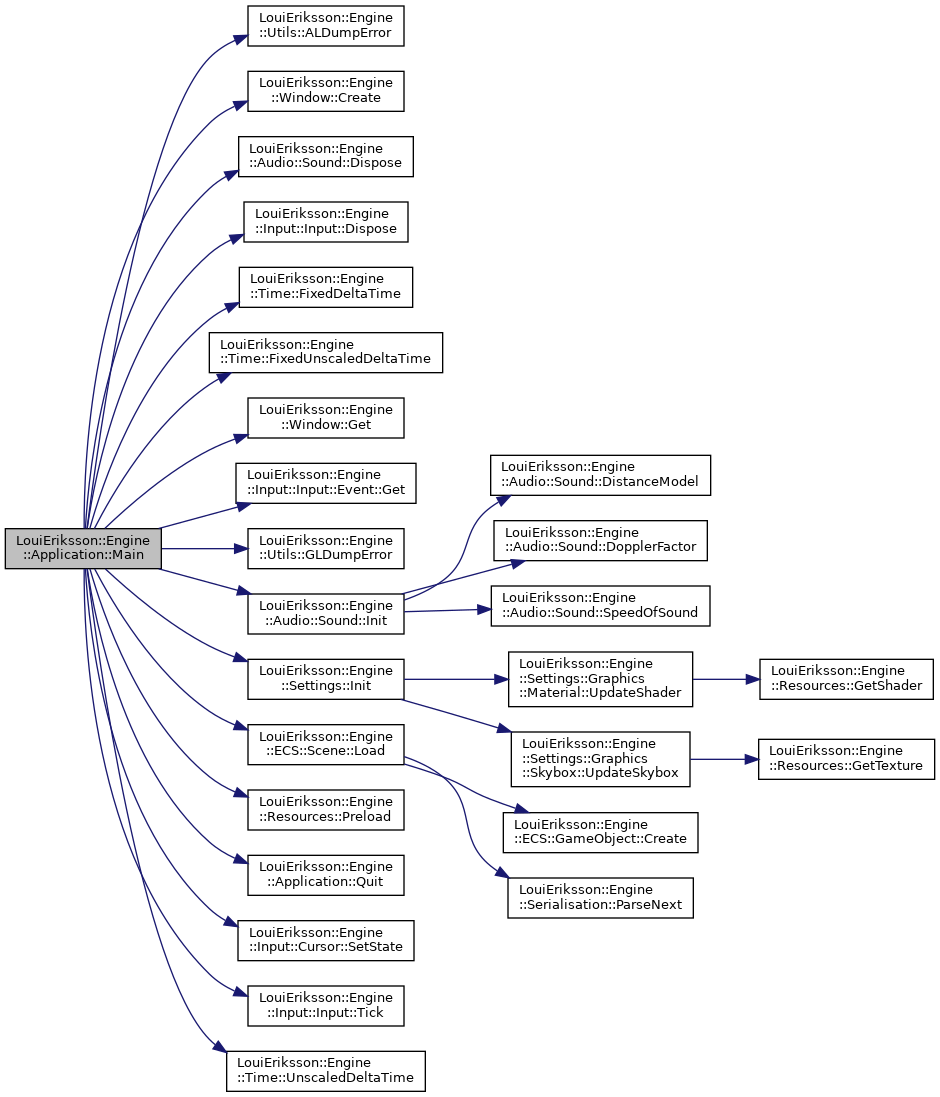 LouiEriksson::Engine
::Application::Main
LouiEriksson::Engine
::Utils::ALDumpError
LouiEriksson::Engine
::Window::Create
LouiEriksson::Engine
::Audio::Sound::Dispose
LouiEriksson::Engine
::Input::Input::Dispose
LouiEriksson::Engine
::Time::FixedDeltaTime
LouiEriksson::Engine
::Time::FixedUnscaledDeltaTime
LouiEriksson::Engine
::Window::Get
LouiEriksson::Engine
::Input::Input::Event::Get
LouiEriksson::Engine
::Utils::GLDumpError
LouiEriksson::Engine
::Audio::Sound::Init
LouiEriksson::Engine
::Audio::Sound::DistanceModel
LouiEriksson::Engine
::Audio::Sound::DopplerFactor
LouiEriksson::Engine
::Audio::Sound::SpeedOfSound
LouiEriksson::Engine
::Settings::Init
LouiEriksson::Engine
::Settings::Graphics
::Material::UpdateShader
LouiEriksson::Engine
::Resources::GetShader
LouiEriksson::Engine
::Settings::Graphics
::Skybox::UpdateSkybox
LouiEriksson::Engine
::Resources::GetTexture
LouiEriksson::Engine
::ECS::Scene::Load
LouiEriksson::Engine
::ECS::GameObject::Create
LouiEriksson::Engine
::Serialisation::ParseNext
LouiEriksson::Engine
::Resources::Preload
LouiEriksson::Engine
::Application::Quit
LouiEriksson::Engine
::Input::Cursor::SetState
LouiEriksson::Engine
::Input::Input::Tick
LouiEriksson::Engine
::Time::UnscaledDeltaTime